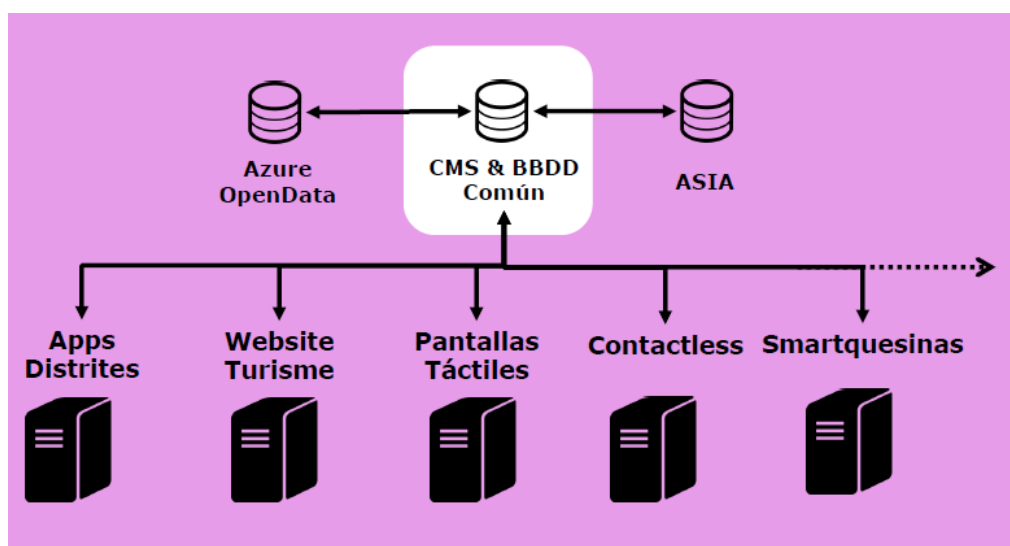 Azure
OpenData
CMS & BBDD
Común
ASIA
Apps
Distrites
Website
Turisme
Pantallas
Táctiles
Contactless
Smartquesinas